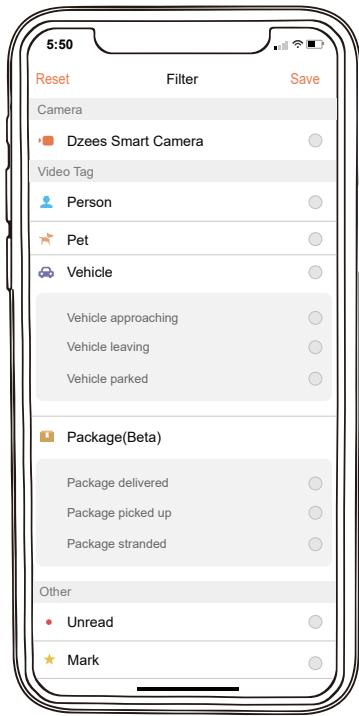 5:50
Reset Filter Save
Camera
Dzees Smart Camera
Video Tag
Person
Pet
Vehicle
Vehicle approaching
Vehicle leaving
Vehicle parked
Package(Beta)
Package delivered
Package picked up
Package stranded
Other
Unread
Mark